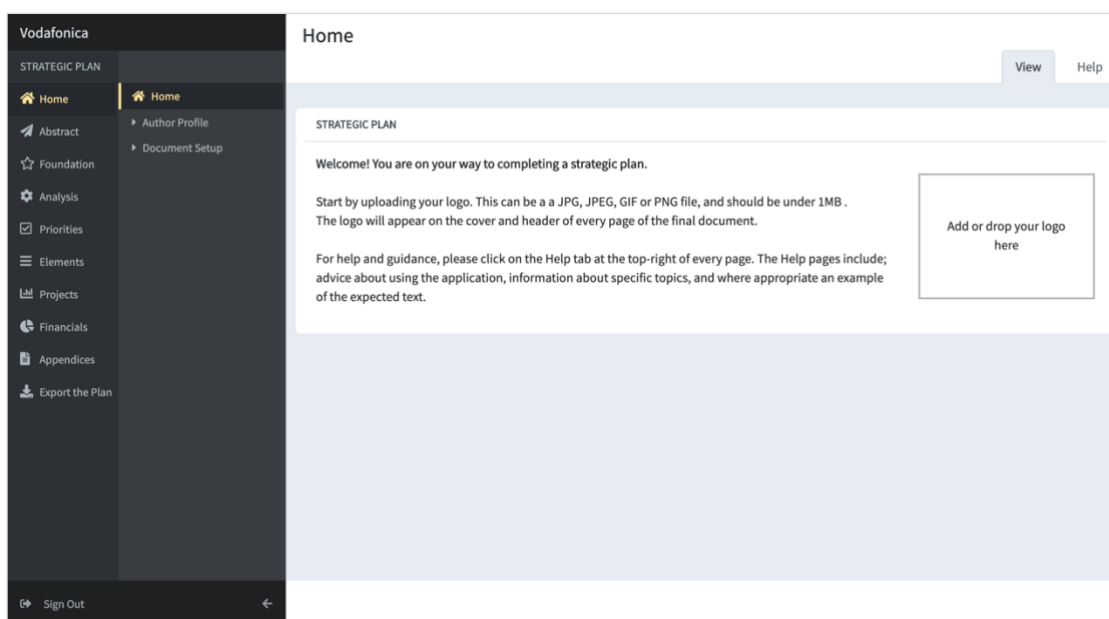 Vodafonica
STRATEGIC PLAN
Home
Abstract
Foundation
Analysis
Priorities
Elements
Projects
Financials
Appendices
Export the Plan
Sign Out
Home
Author Profile
Document Setup
Home
View
Help
STRATEGIC PLAN
Welcome! You are on your way to completing a strategic plan.
Start by uploading your logo. This can be a a JPG, JPEG, GIF or PNG file, and should be under 1MB .
The logo will appear on the cover and header of every page of the final document.
For help and guidance, please click on the Help tab at the top-right of every page. The Help pages include;
advice about using the application, information about specific topics, and where appropriate an example
of the expected text.
Add or drop your logo
here